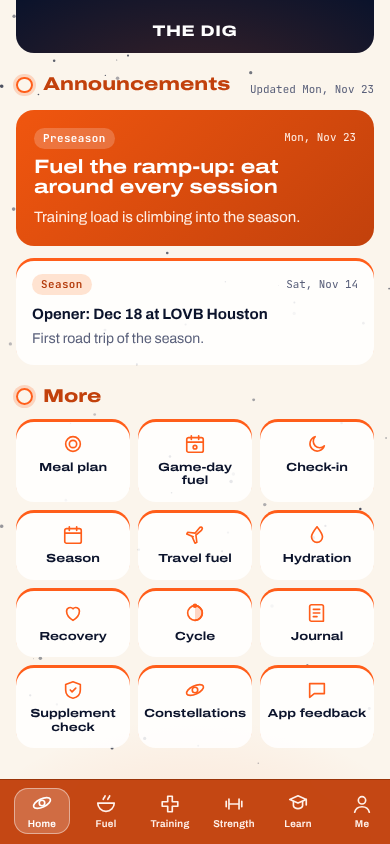 THE DIG
Announcements
Updated Mon, Nov 23
Preseason
Mon, Nov 23
Fuel the ramp-up: eat
around every session
Training load is climbing into the season.
Season
Sat, Nov 14
Opener: Dec 18 at LOVB Houston
First road trip of the season.
More
Meal plan
Game-day
fuel
Check-in
Season
Travel fuel
Hydration
Recovery
Cycle
Journal
Supplement
check
Constellations
App feedback
Home
Fuel
Training
Strength
Learn
Me